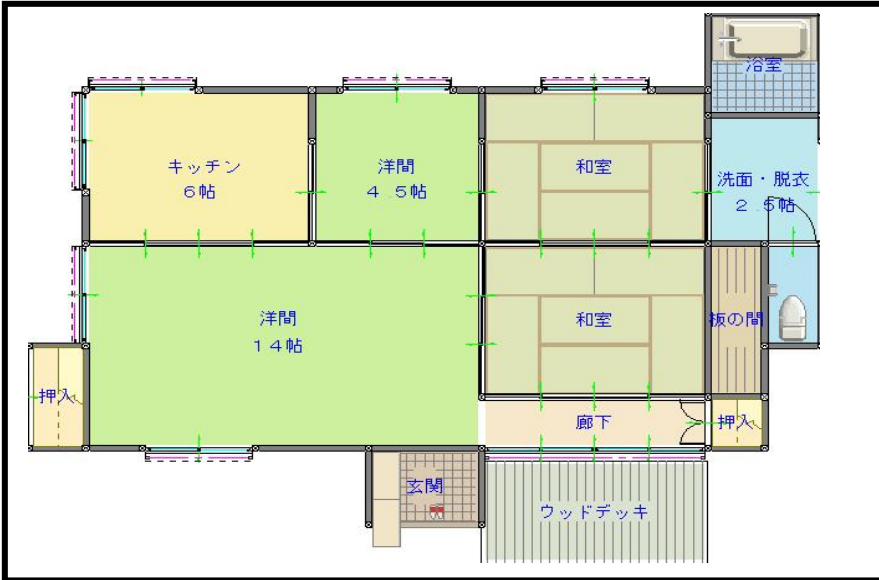 浴室
キッチン
6帖
洋間
4.5帖
和室
洗面・脱衣
2.5帖
洋間
14帖
和室
板の間
押入
廊下
押入
玄関
ウッドデッキ